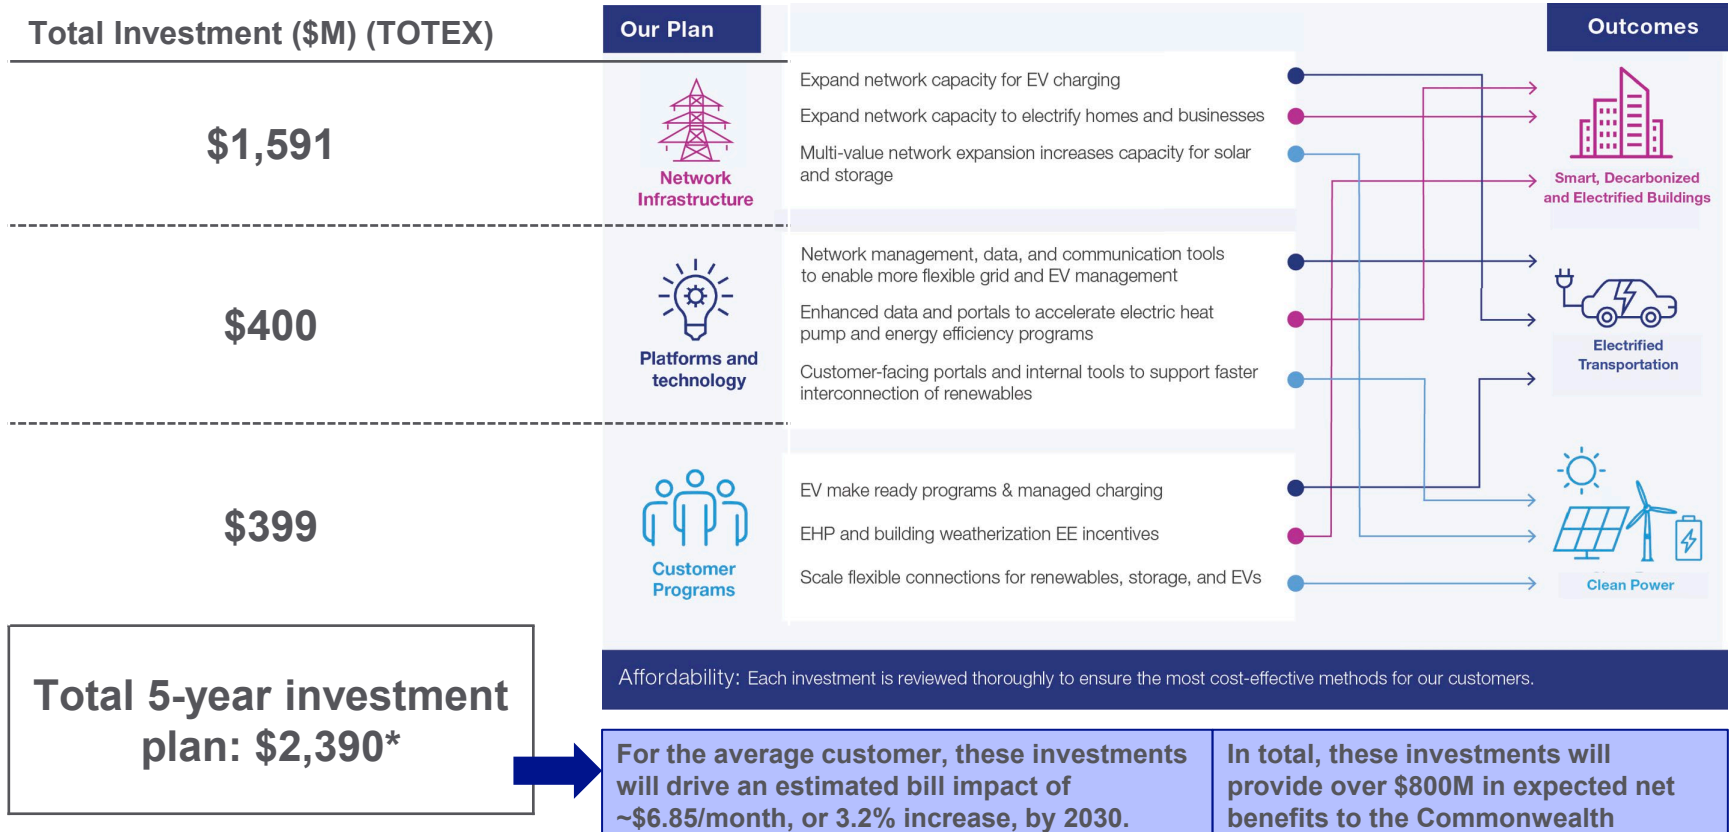 Total Investment ($M) (TOTEX)
Our Plan
Outcomes
$1,591
Network
Infrastructure
Expand network capacity for EV charging
Expand network capacity to electrify homes and businesses
Multi-value network expansion increases capacity for solar
and storage
Smart, Decarbonized
and Electrified Buildings
$400
Platforms and
technology
Network management, data, and communication tools
to enable more flexible grid and EV management
Enhanced data and portals to accelerate electric heat
pump and energy efficiency programs
Customer-facing portals and internal tools to support faster
interconnection of renewables
Electrified
Transportation
$399
Customer
Programs
EV make ready programs & managed charging
EHP and building weatherization EE incentives
Scale flexible connections for renewables, storage, and EVs
Clean Power
Total 5-year investment
plan: $2,390*
Affordability: Each investment is reviewed thoroughly to ensure the most cost-effective methods for our customers.
For the average customer, these investments
will drive an estimated bill impact of
~$6.85/month, or 3.2% increase, by 2030.
In total, these investments will
provide over $800M in expected net
benefits to the Commonwealth